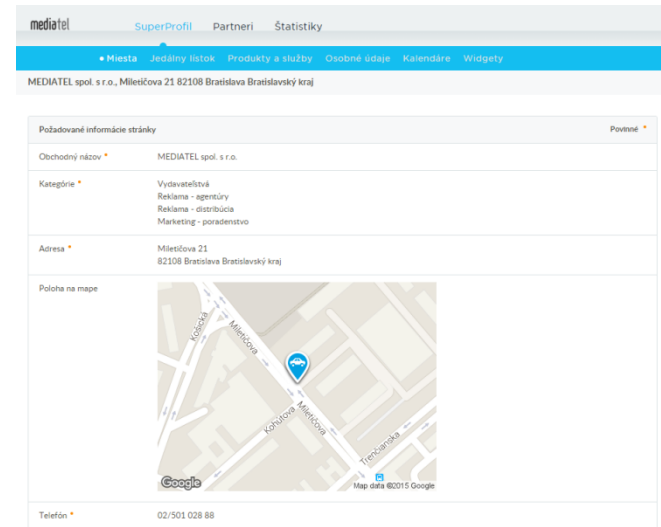 mediatel SuperProfil Partneri Štatistiky
• Miesta Jedálny lístok Produkty a služby Osobné údaje Kalendáre Widgety
MEDIATEL spol. s r.o., Miletičova 21 82108 Bratislava Bratislavský kraj
Požadované informácie stránky Povinné *
Obchodný názov * MEDIATEL spol. s r.o.
Kategórie * Vydavateľstvá
Reklama - agentúry
Reklama - distribúcia
Marketing - poradenstvo
Adresa * Miletičova 21
82108 Bratislava Bratislavský kraj
Poloha na mape
Košická
Miletičova
Kohútova
Miletičova
Trenčianska
Google
Map data ©2015 Google
Telefón * 02/501 028 88